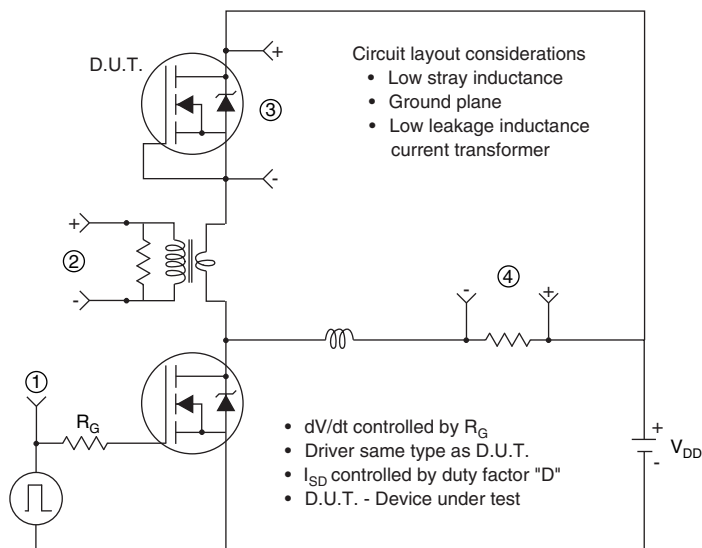 D.U.T.
+
③
-
Circuit layout considerations
• Low stray inductance
• Ground plane
• Low leakage inductance
current transformer
+
②
-
-
④
+
①
R_G
• dV/dt controlled by R_G
• Driver same type as D.U.T.
• I_SD controlled by duty factor "D"
• D.U.T. - Device under test
+
-
V_DD